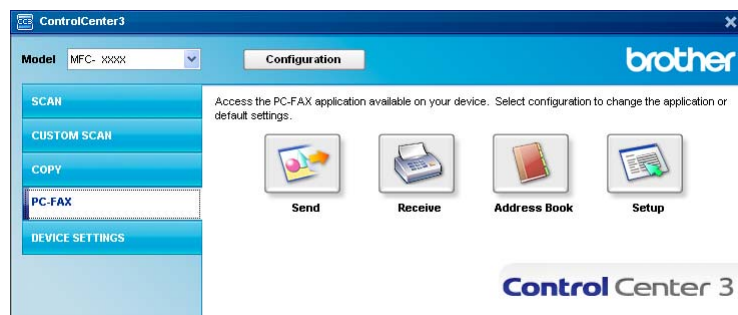 CC3 ControlCenter3
Model MFC- XXXX
Configuration
brother
SCAN
CUSTOM SCAN
COPY
PC-FAX
DEVICE SETTINGS
Access the PC-FAX application available on your device. Select configuration to change the application or
default settings.
Send Receive Address Book Setup
Control Center 3